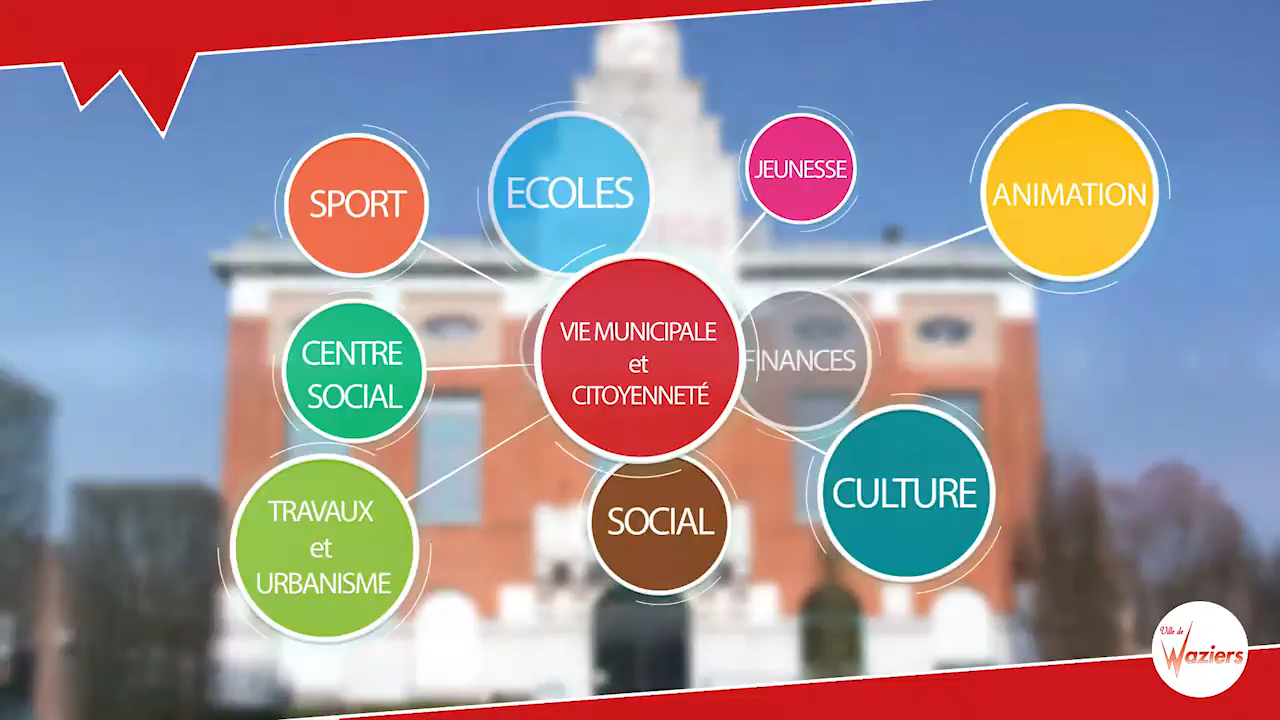 SPORT
ECOLES
JEUNESSE
ANIMATION
CENTRE
SOCIAL
VIE MUNICIPALE
et
CITOYENNETÉ
FINANCES
TRAVAUX
et
URBANISME
SOCIAL
CULTURE
Ville de
Waziers